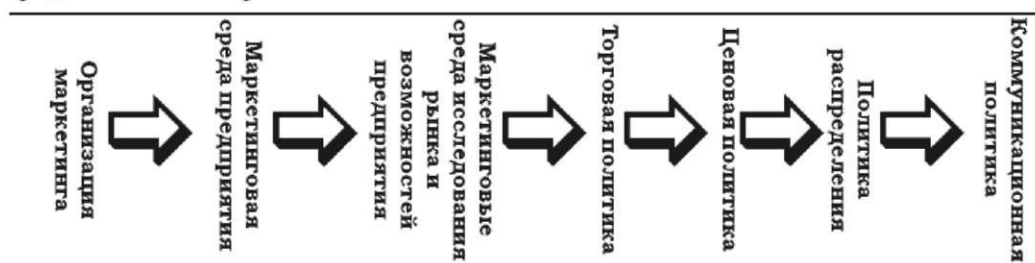 Организация
маркетинга
Маркетинговая
среда предприятия
Маркетинговые
среда исследования
рынка и
возможностей
предприятия
Торговая политика
Ценовая политика
Политика
распределения
Коммуникационная
политика